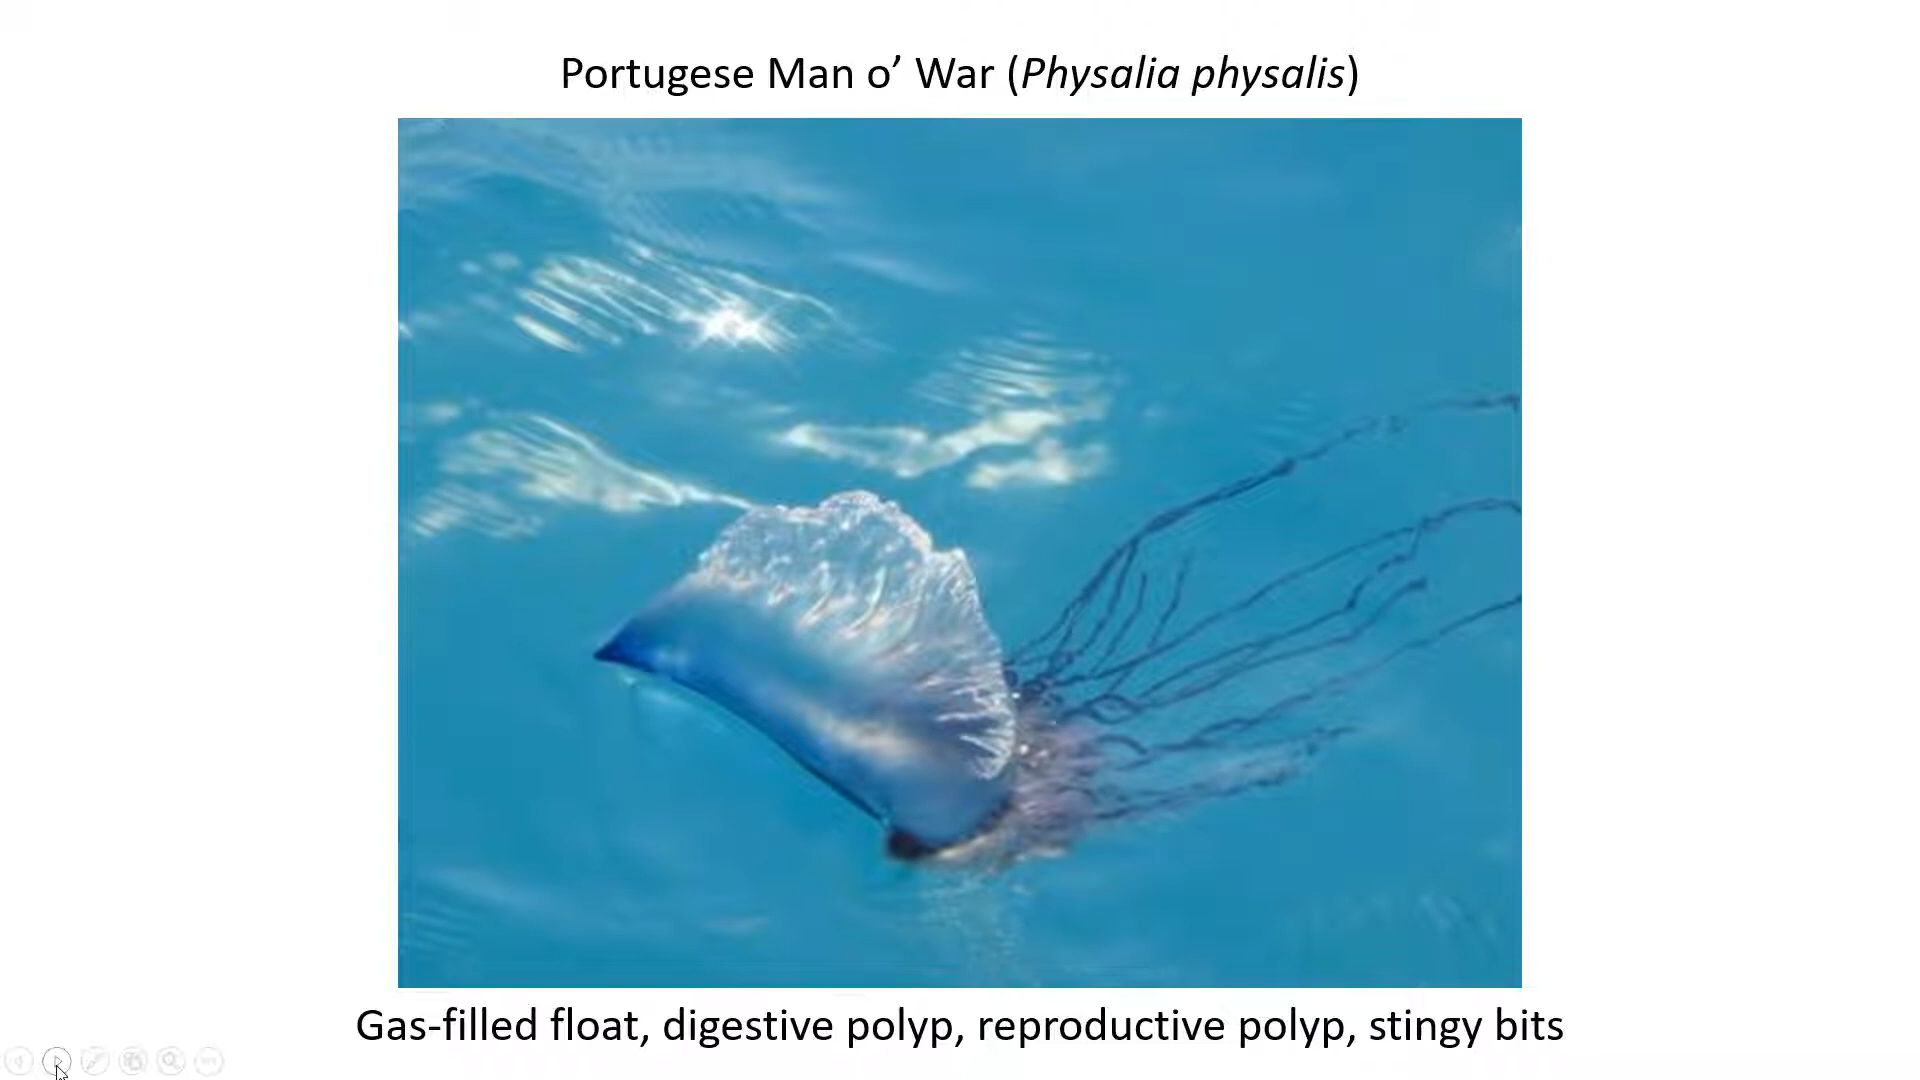 Portugese Man o’ War (Physalia physalis)
Gas-filled float, digestive polyp, reproductive polyp, stingy bits